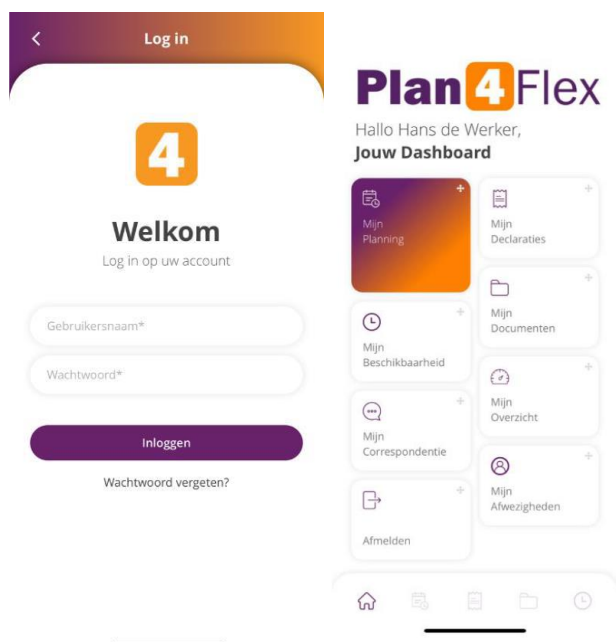 Log in
4
Welkom
Log in op uw account
Gebruikersnaam*
Wachtwoord*
Inloggen
Wachtwoord vergeten?
Plan4Flex
Hallo Hans de Werker,
Jouw Dashboard
Mijn
Planning
Mijn
Declaraties
Mijn
Documenten
Mijn
Beschikbaarheid
Mijn
Overzicht
Mijn
Correspondentie
Mijn
Afwezigheden
Afmelden